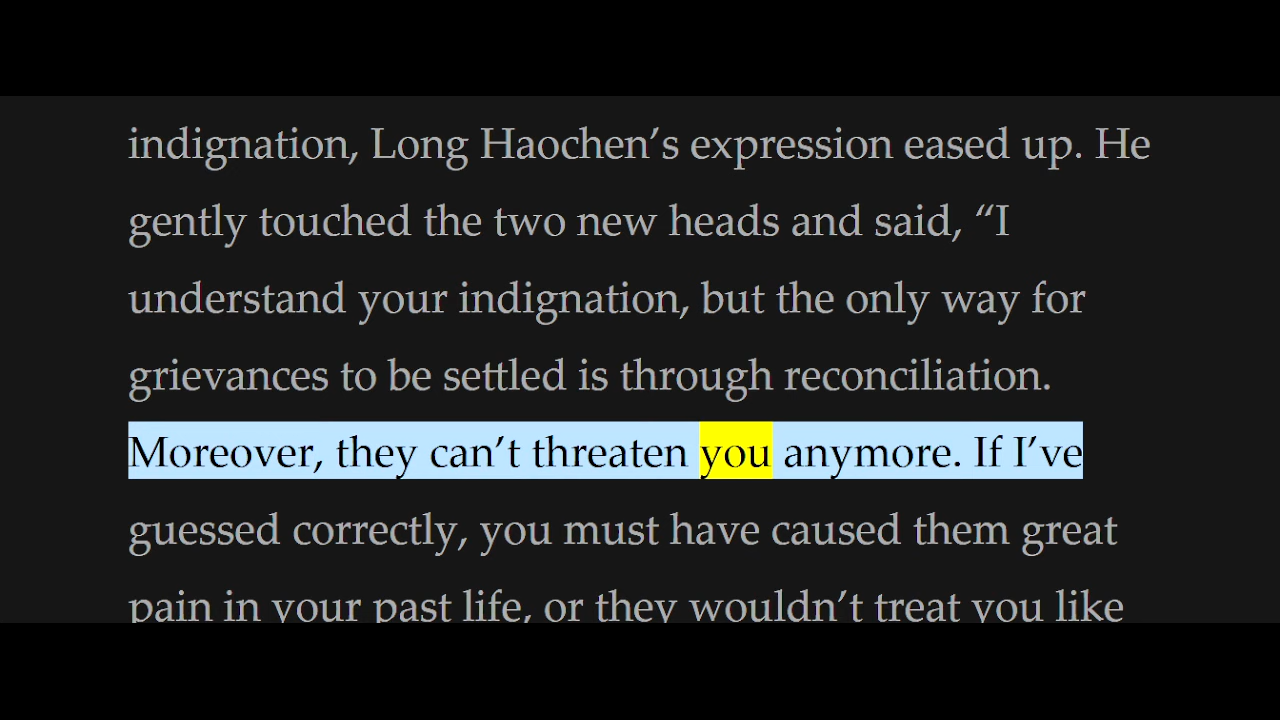 indignation, Long Haochen’s expression eased up. He
gently touched the two new heads and said, “I
understand your indignation, but the only way for
grievances to be settled is through reconciliation.
Moreover, they can’t threaten you anymore. If I’ve
guessed correctly, you must have caused them great
pain in your past life, or they wouldn’t treat you like